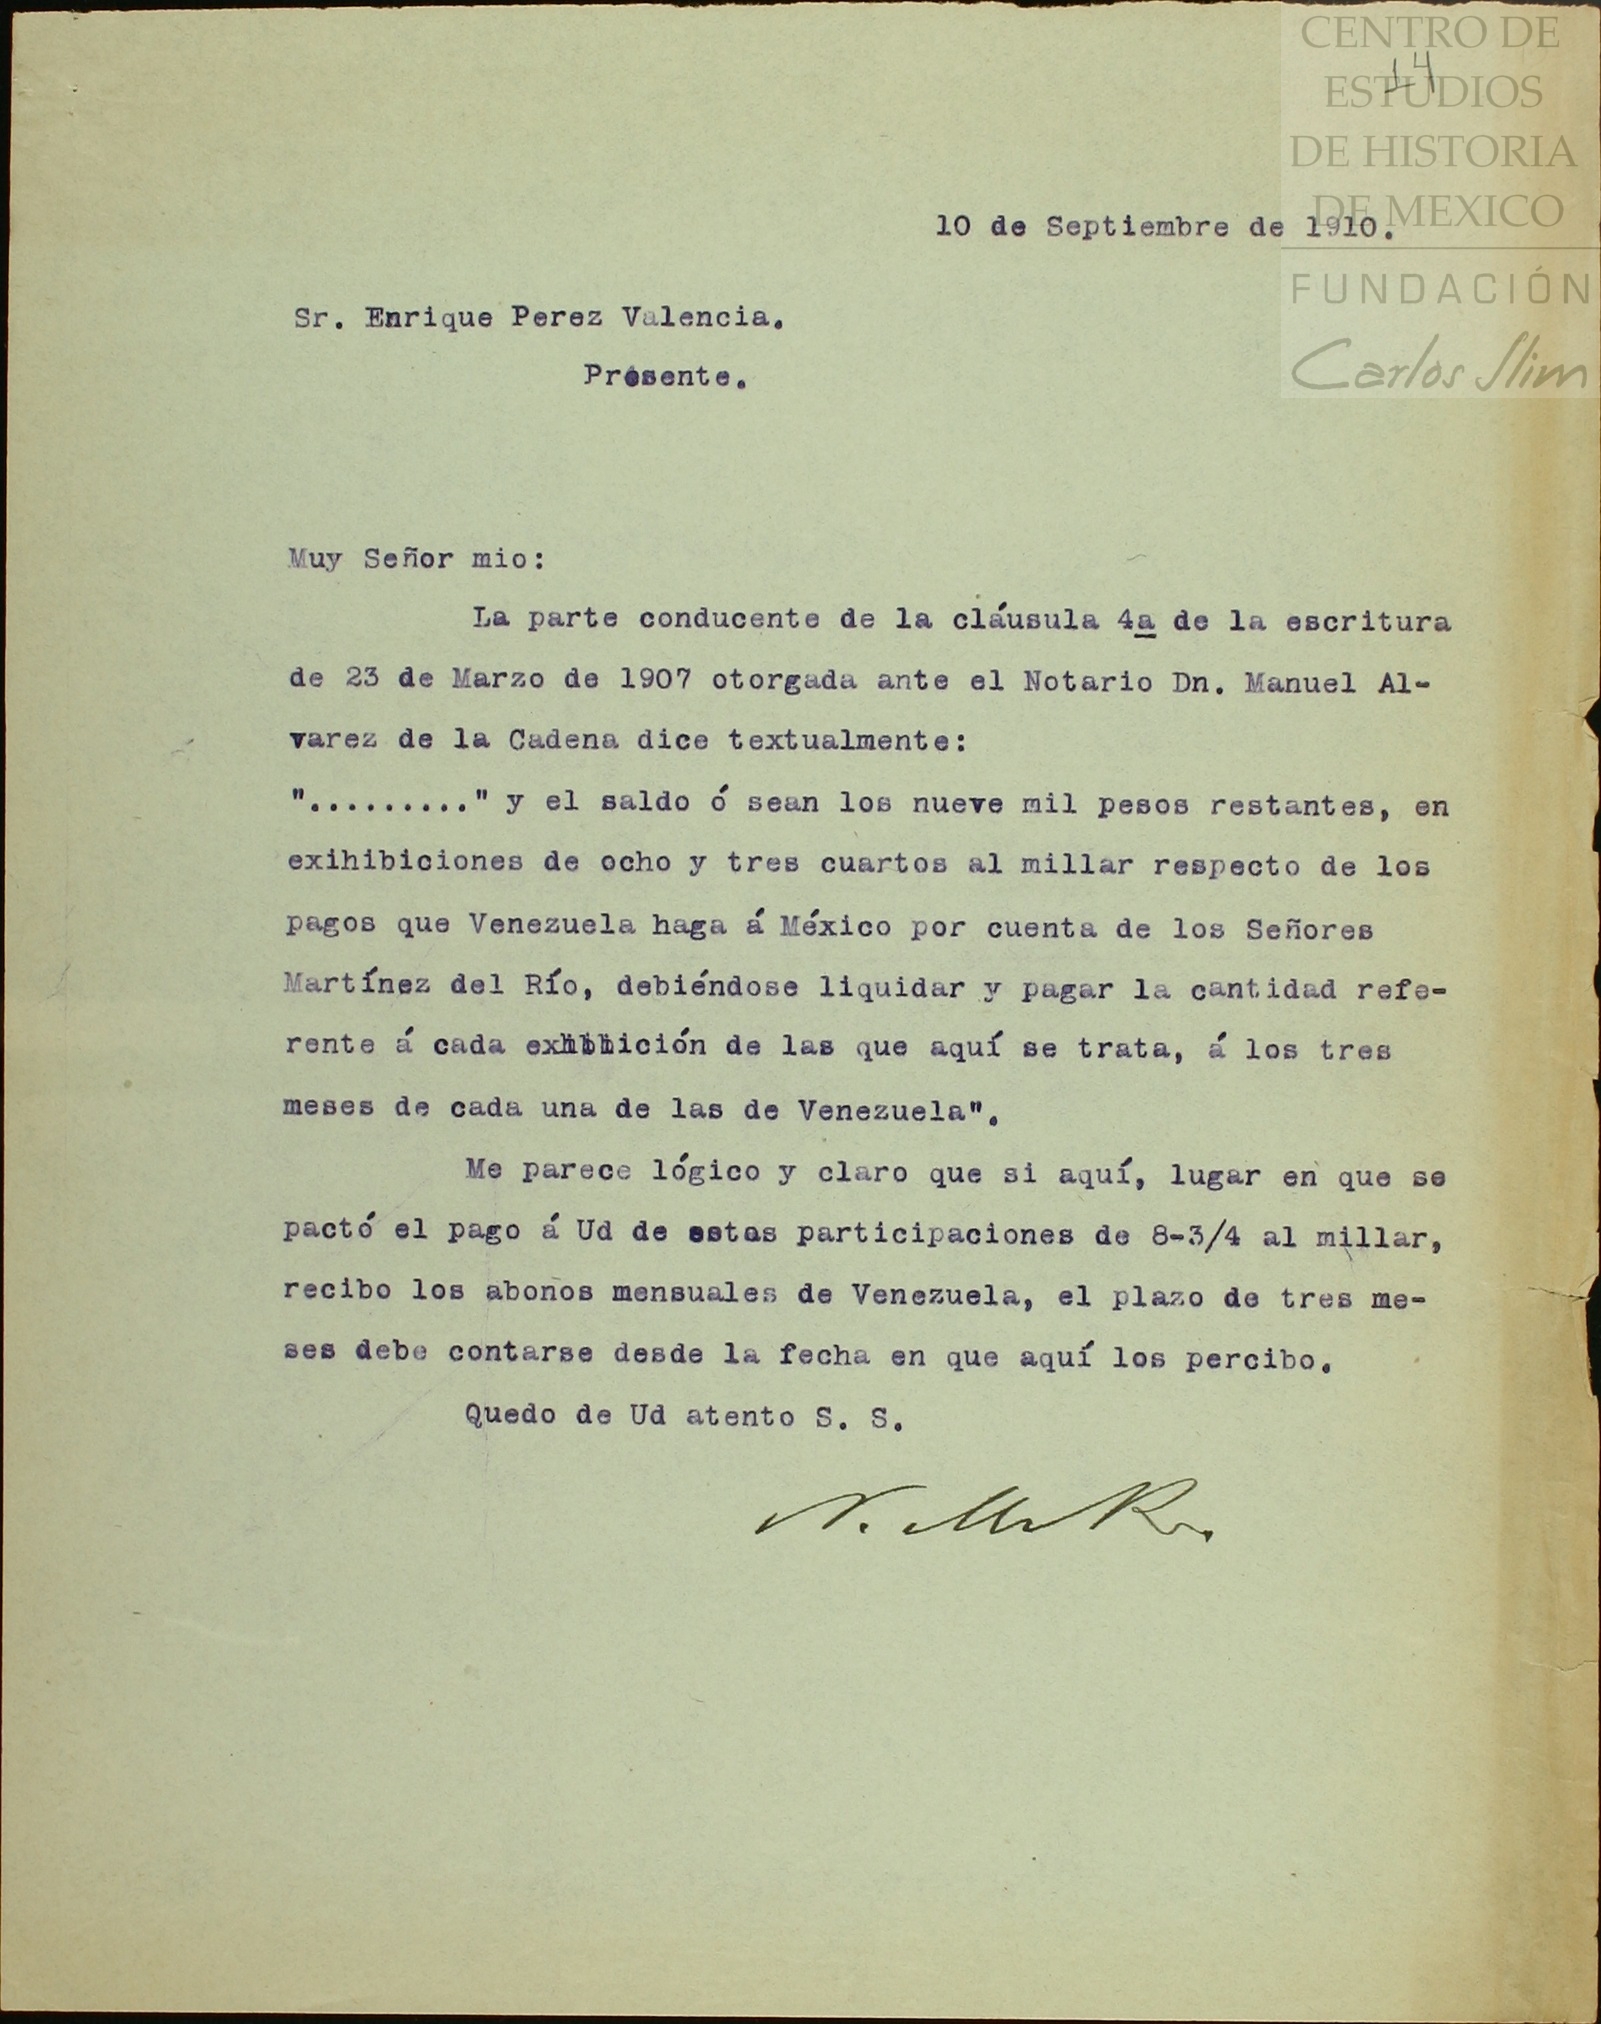 CENTRO DE
14
ESTUDIOS
DE HISTORIA
DE MEXICO
FUNDACIÓN
Carlos Slim
10 de Septiembre de 1910.
Sr. Enrique Perez Valencia.
Presente.
Muy Señor mio:
La parte conducente de la cláusula 4a de la escritura
de 23 de Marzo de 1907 otorgada ante el Notario Dn. Manuel Al-
varez de la Cadena dice textualmente:
"........." y el saldo ó sean los nueve mil pesos restantes, en
exihibiciones de ocho y tres cuartos al millar respecto de los
pagos que Venezuela haga á México por cuenta de los Señores
Martínez del Río, debiéndose liquidar y pagar la cantidad refe-
rente á cada exhibición de las que aquí se trata, á los tres
meses de cada una de las de Venezuela".
Me parece lógico y claro que si aquí, lugar en que se
pactó el pago á Ud de estas participaciones de 8-3/4 al millar,
recibo los abonos mensuales de Venezuela, el plazo de tres me-
ses debe contarse desde la fecha en que aquí los percibo.
Quedo de Ud atento S. S.